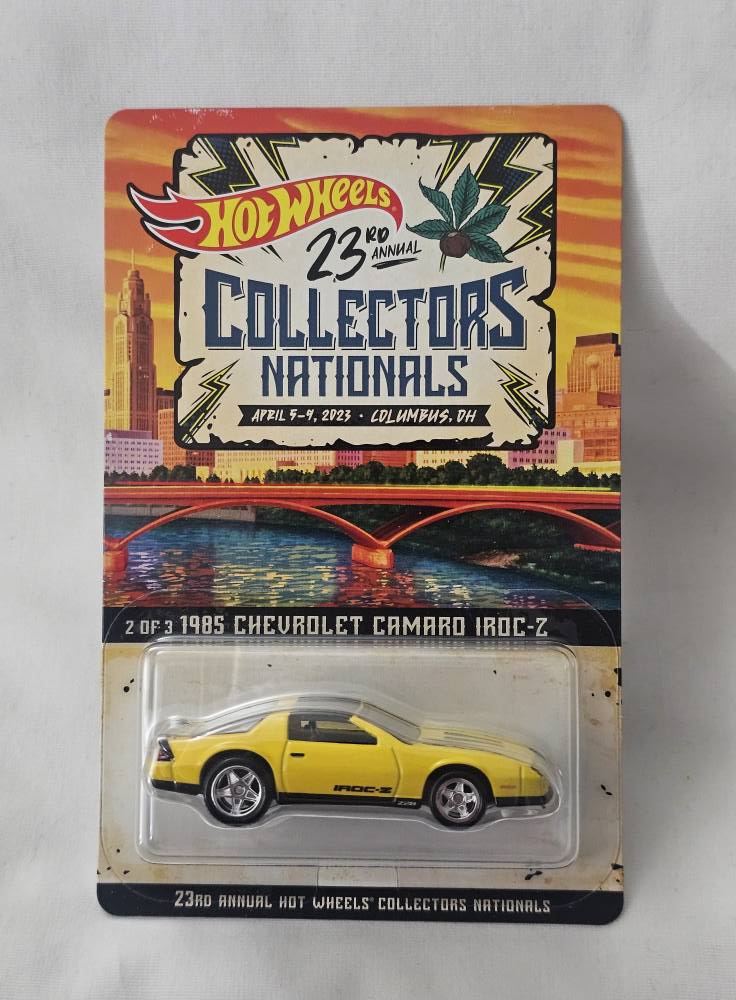 HOT WHEELS
23RD
ANNUAL
COLLECTORS
NATIONALS
APRIL 5-9, 2023 · COLUMBUS, OH
2 OF 3 1985 CHEVROLET CAMARO IROC-Z
IROC-Z
Z28
23RD ANNUAL HOT WHEELS® COLLECTORS NATIONALS